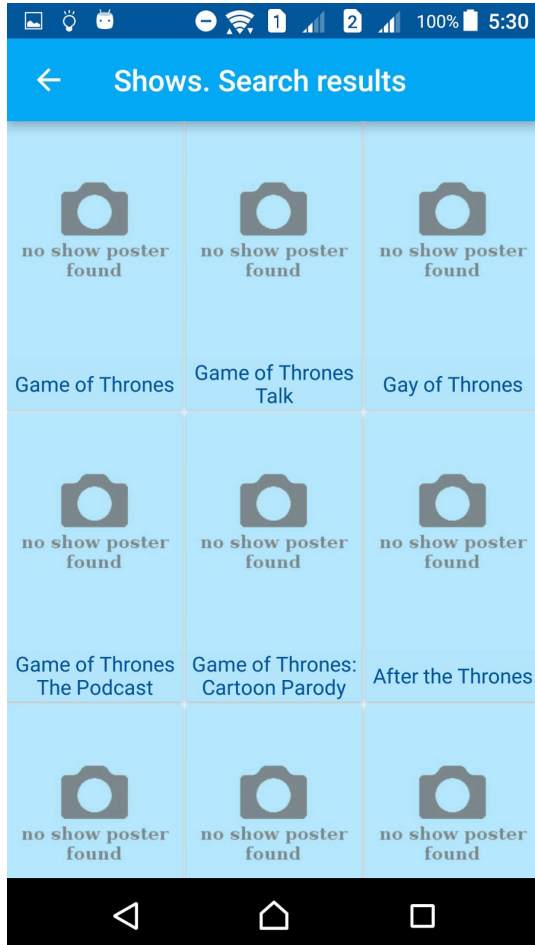 1 2 100% 5:30
Shows. Search results
no show poster
found
Game of Thrones
no show poster
found
Game of Thrones
Talk
no show poster
found
Gay of Thrones
no show poster
found
Game of Thrones
The Podcast
no show poster
found
Game of Thrones:
Cartoon Parody
no show poster
found
After the Thrones
no show poster
found
no show poster
found
no show poster
found